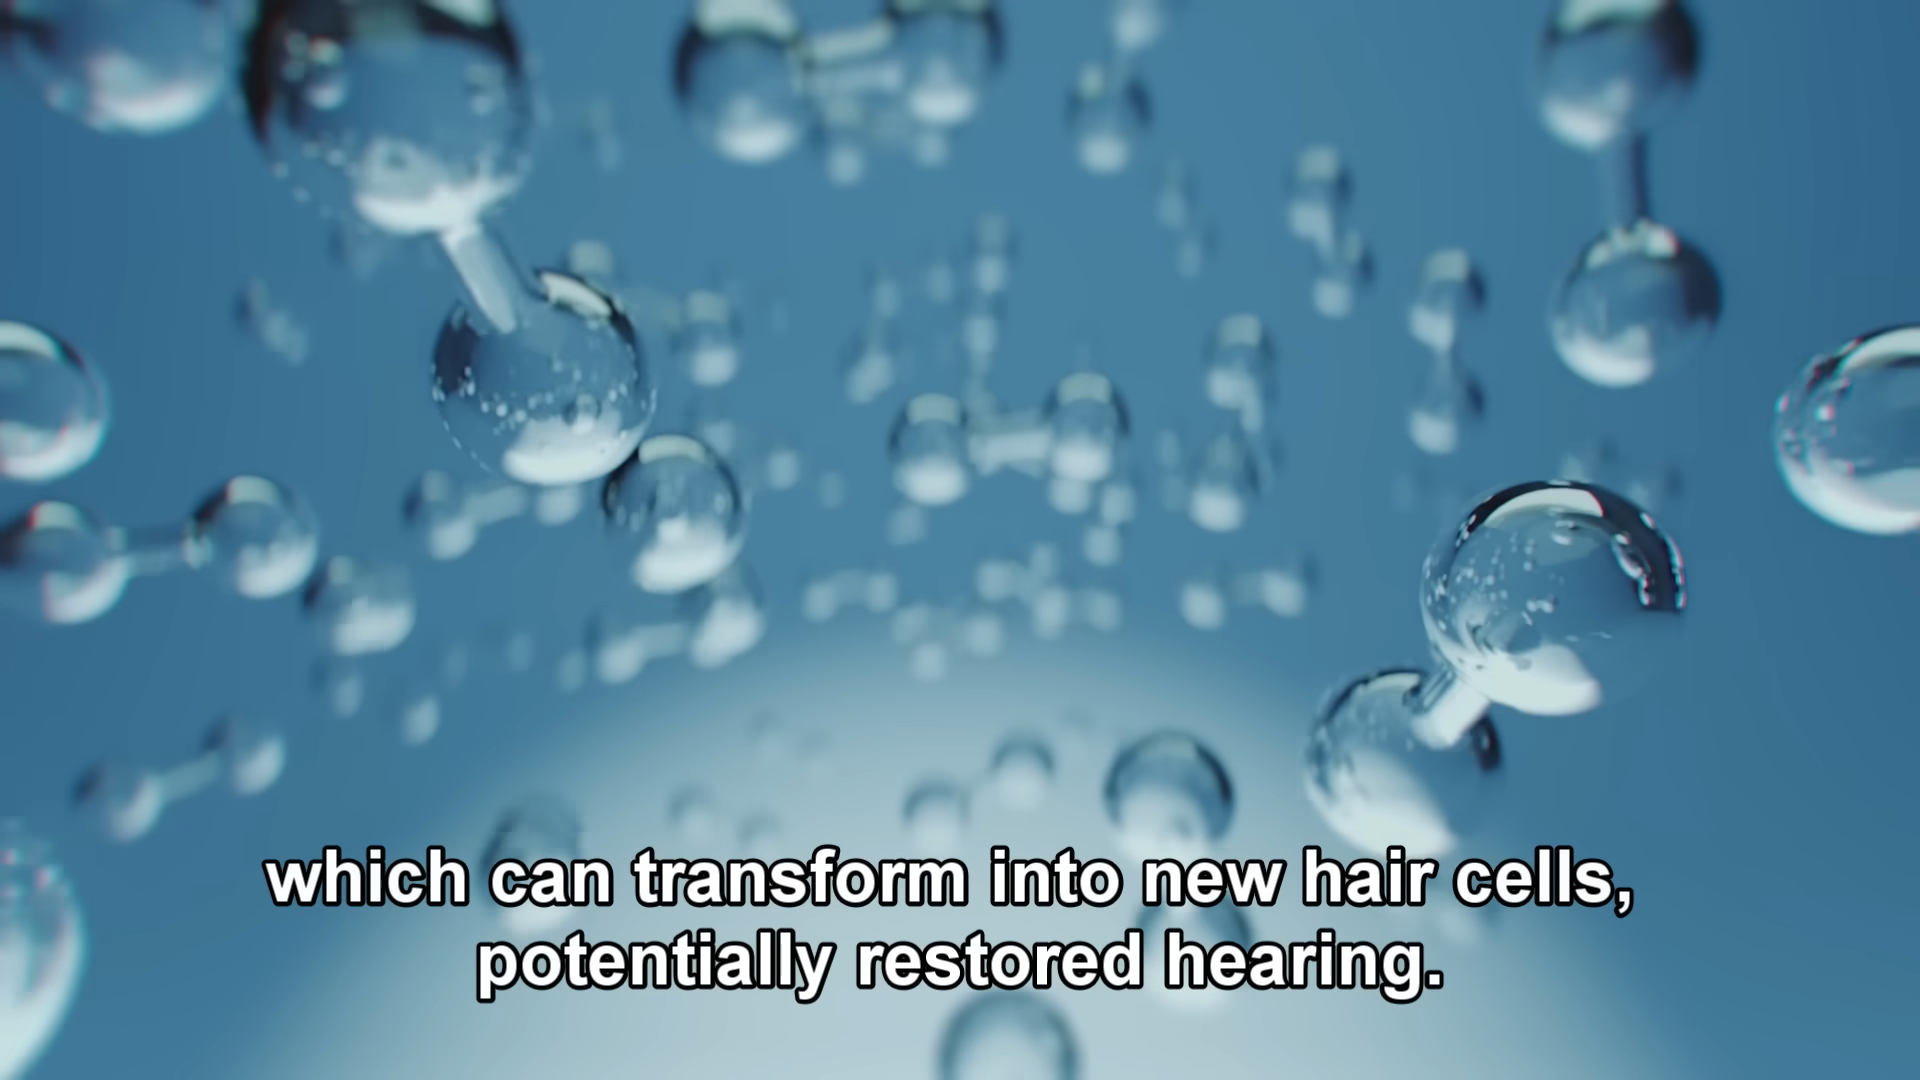 which can transform into new hair cells,
potentially restored hearing.